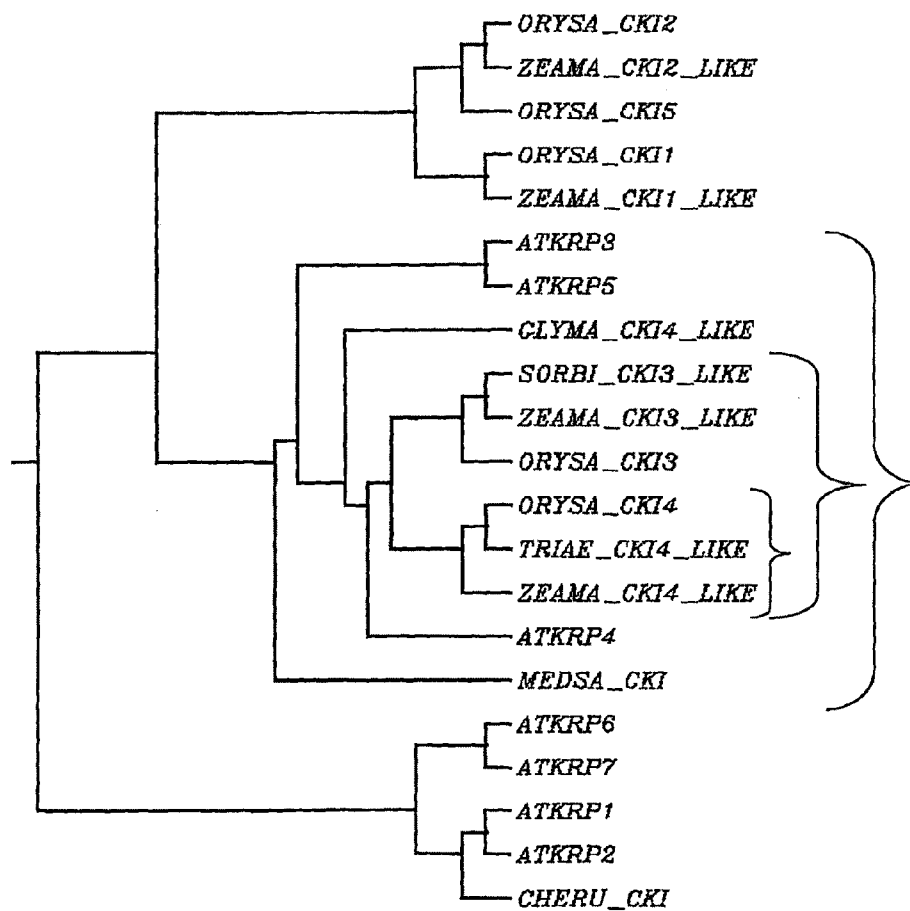 ORYSA_CKI2
ZEAMA_CKI2_LIKE
ORYSA_CKI5
ORYSA_CKI1
ZEAMA_CKI1_LIKE
ATKRP3
ATKRP5
GLYMA_CKI4_LIKE
SORBI_CKI3_LIKE
ZEAMA_CKI3_LIKE
ORYSA_CKI3
ORYSA_CKI4
TRIAE_CKI4_LIKE
ZEAMA_CKI4_LIKE
ATKRP4
MEDSA_CKI
ATKRP6
ATKRP7
ATKRP1
ATKRP2
CHERU_CKI